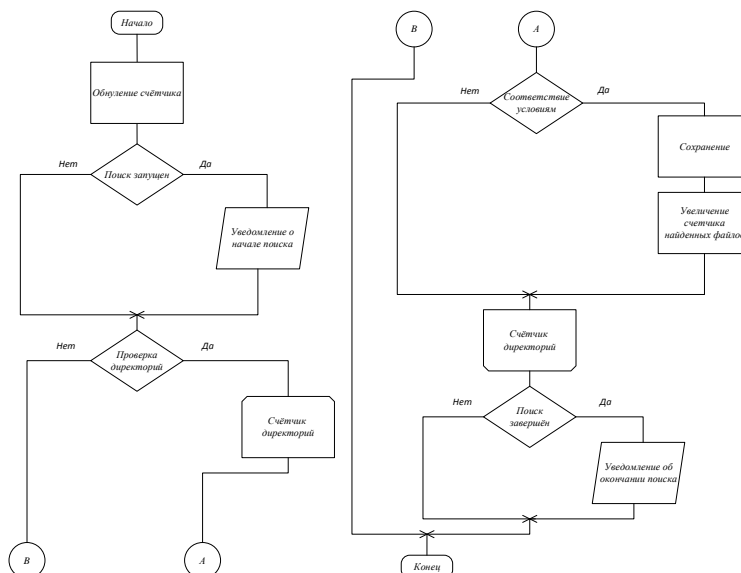 Начало
Обнуление счётчика
Нет
Поиск запущен
Да
Уведомление о
начале поиска
Нет
Проверка
директорий
Да
Счётчик
директорий
B
A
B
A
Нет
Соответствие
условиям
Да
Сохранение
Увеличение
счетчика
найденных файлов
Счётчик
директорий
Нет
Поиск
завершён
Да
Уведомление об
окончании поиска
Конец